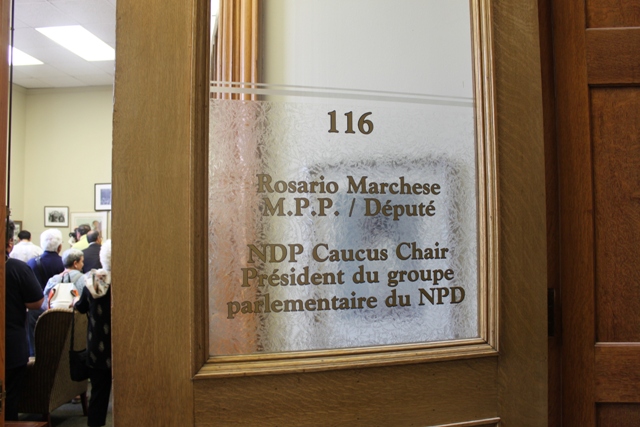 116
Rosario Marchese
M.P.P. / Député
NDP Caucus Chair
Président du groupe
parlementaire du NPD